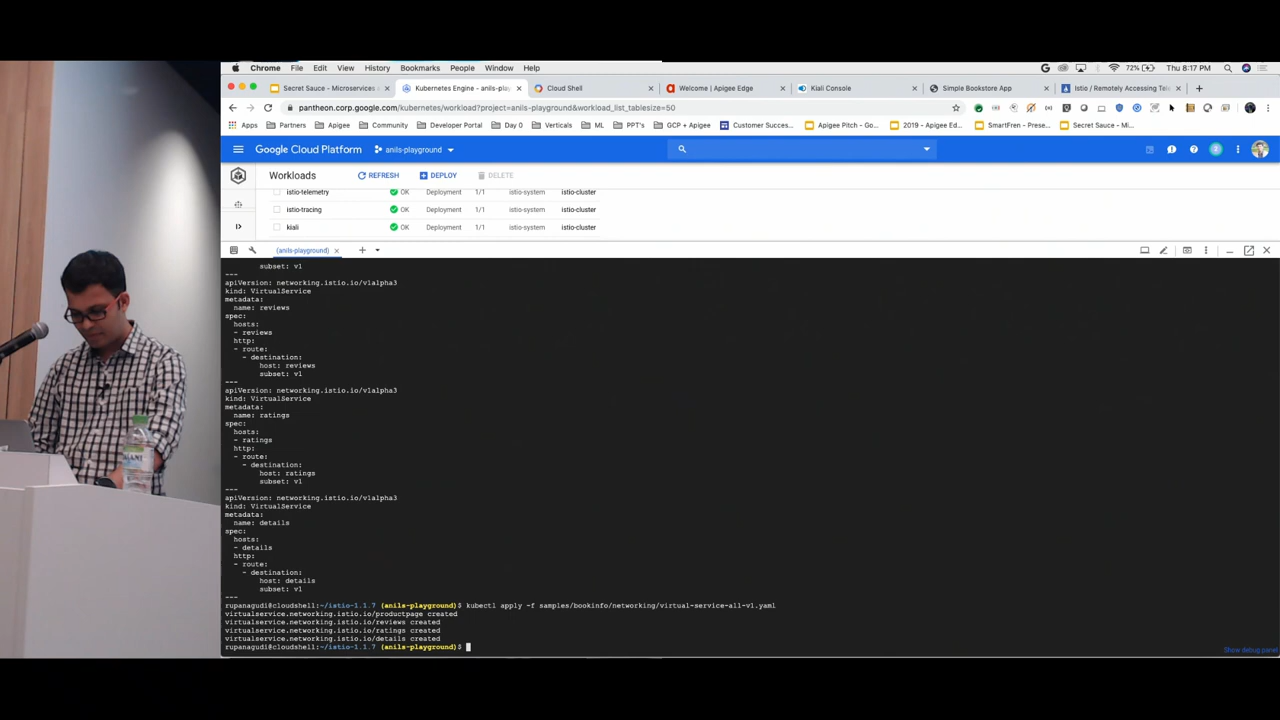 Chrome File Edit View History Bookmarks People Window Help 72% Thu 8:17 PM
Secret Sauce - Microservices Kubernetes Engine - anils-play Cloud Shell Welcome | Apigee Edge Kiali Console Simple Bookstore App Istio / Remotely Accessing Tele
pantheon.corp.google.com/kubernetes/workload?project=anils-playground&workload_list_tablesize=50
Apps Partners Apigee Community Developer Portal Day 0 Verticals ML PPT's GCP + Apigee Customer Succes... Apigee Pitch - Go... 2019 - Apigee Ed... SmartFren - Prese... Secret Sauce - Mi...
Google Cloud Platform anils-playground
Workloads REFRESH DEPLOY DELETE
istio-telemetry OK Deployment 1/1 istio-system istio-cluster
istio-tracing OK Deployment 1/1 istio-system istio-cluster
kiali OK Deployment 1/1 istio-system istio-cluster
(anils-playground)
subset: v1
---
apiVersion: networking.istio.io/v1alpha3
kind: VirtualService
metadata:
name: reviews
spec:
hosts:
- reviews
http:
- route:
- destination:
host: reviews
subset: v1
---
apiVersion: networking.istio.io/v1alpha3
kind: VirtualService
metadata:
name: ratings
spec:
hosts:
- ratings
http:
- route:
- destination:
host: ratings
subset: v1
---
apiVersion: networking.istio.io/v1alpha3
kind: VirtualService
metadata:
name: details
spec:
hosts:
- details
http:
- route:
- destination:
host: details
subset: v1
---
rupanagudi@cloudshell:~/istio-1.1.7 (anils-playground)$ kubectl apply -f samples/bookinfo/networking/virtual-service-all-v1.yaml
virtualservice.networking.istio.io/productpage created
virtualservice.networking.istio.io/reviews created
virtualservice.networking.istio.io/ratings created
virtualservice.networking.istio.io/details created
rupanagudi@cloudshell:~/istio-1.1.7 (anils-playground)$
Show debug panel